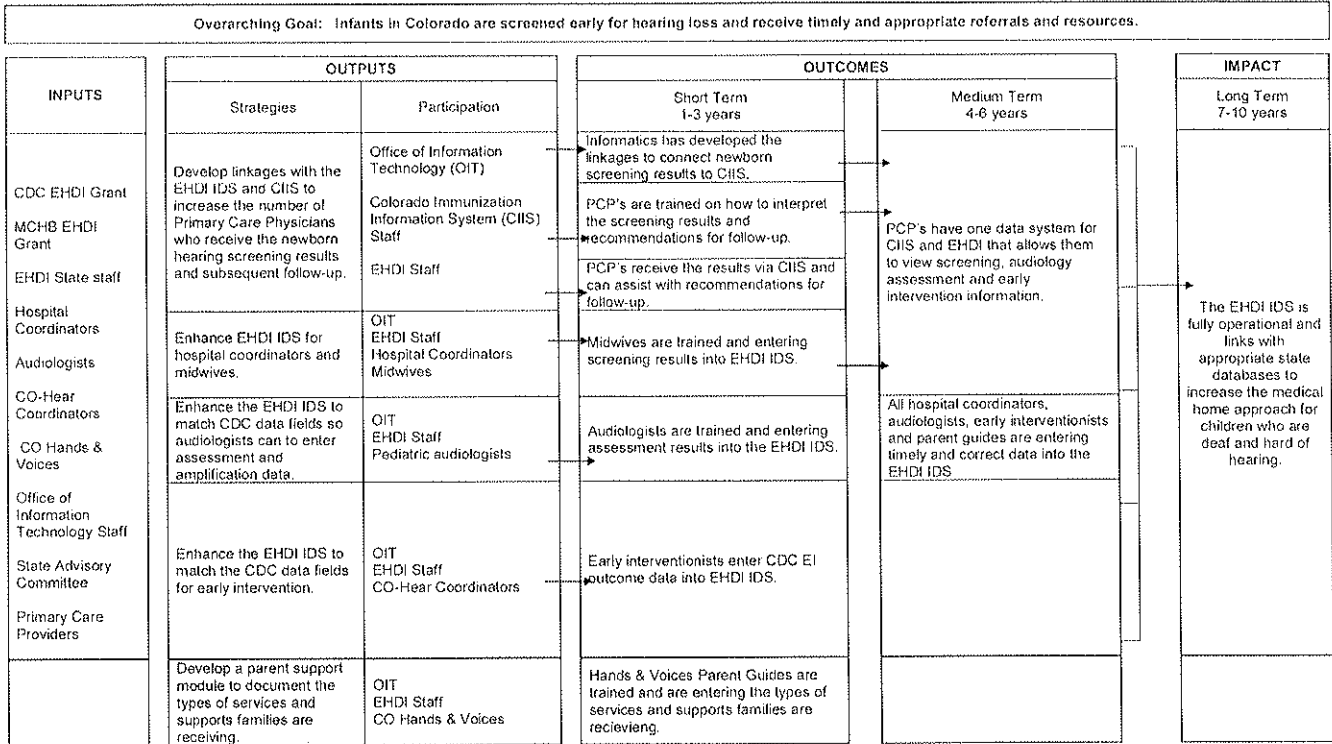 Overarching Goal: Infants in Colorado are screened early for hearing loss and receive timely and appropriate referrals and resources.
INPUTS
CDC EHDI Grant
MCHB EHDI
Grant
EHDI State staff
Hospital
Coordinators
Audiologists
CO-Hear
Coordinators
CO Hands &
Voices
Office of
Information
Technology Staff
State Advisory
Committee
Primary Care
Providers
OUTPUTS
Strategies
Participation
Develop linkages with the
EHDI IDS and CIIS to
increase the number of
Primary Care Physicians
who receive the newborn
hearing screening results
and subsequent follow-up.
Office of Information
Technology (OIT)
Colorado Immunization
Information System (CIIS)
Staff
EHDI Staff
Enhance EHDI IDS for
hospital coordinators and
midwives.
OIT
EHDI Staff
Hospital Coordinators
Midwives
Enhance the EHDI IDS to
match CDC data fields so
audiologists can to enter
assessment and
amplification data.
OIT
EHDI Staff
Pediatric audiologists
Enhance the EHDI IDS to
match the CDC data fields
for early intervention.
OIT
EHDI Staff
CO-Hear Coordinators
Develop a parent support
module to document the
types of services and
supports families are
receiving.
OIT
EHDI Staff
CO Hands & Voices
OUTCOMES
Short Term
1-3 years
Informatics has developed the
linkages to connect newborn
screening results to CIIS.
PCP's are trained on how to interpret
the screening results and
recommendations for follow-up.
PCP's receive the results via CIIS and
can assist with recommendations for
follow-up.
Midwives are trained and entering
screening results into EHDI IDS.
Audiologists are trained and entering
assessment results into the EHDI IDS.
Early interventionists enter CDC EI
outcome data into EHDI IDS.
Hands & Voices Parent Guides are
trained and are entering the types of
services and supports families are
recievieng.
Medium Term
4-6 years
PCP's have one data system for
CIIS and EHDI that allows them
to view screening, audiology
assessment and early
intervention information.
All hospital coordinators,
audiologists, early interventionists
and parent guides are entering
timely and correct data into the
EHDI IDS
IMPACT
Long Term
7-10 years
The EHDI IDS is
fully operational and
links with
appropriate state
databases to
increase the medical
home approach for
children who are
deaf and hard of
hearing.